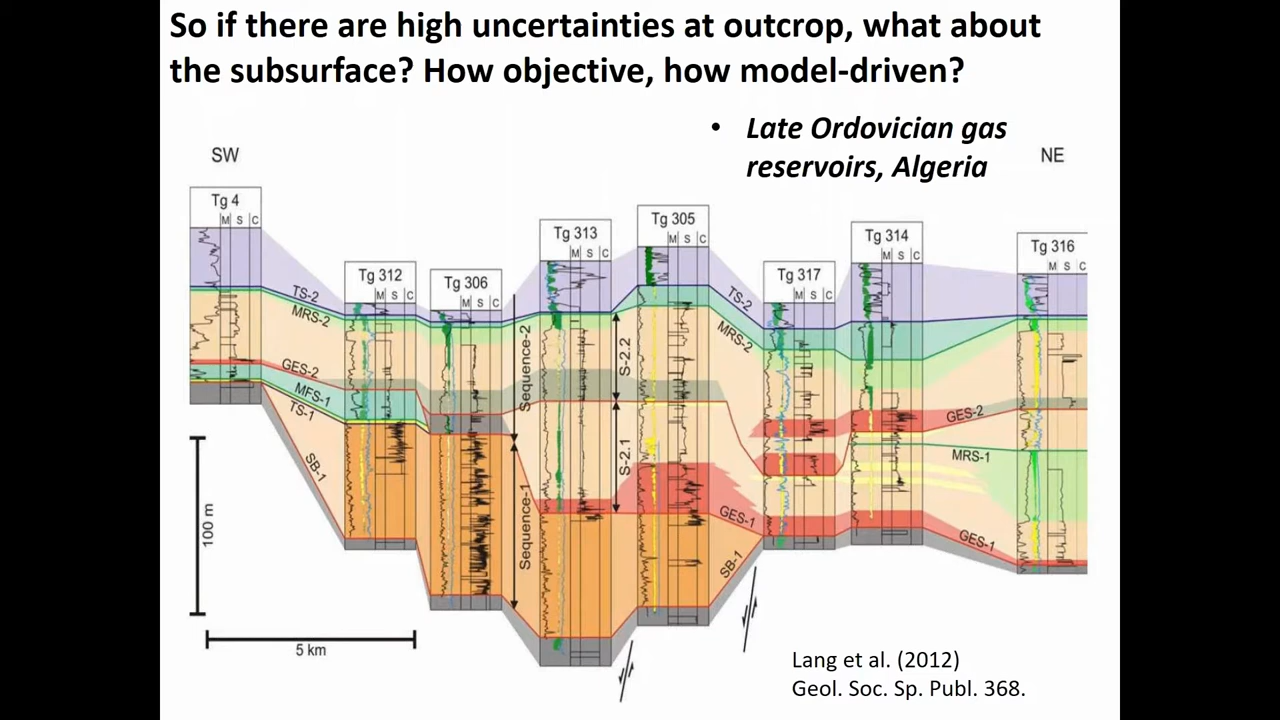 So if there are high uncertainties at outcrop, what about
the subsurface? How objective, how model-driven?
• Late Ordovician gas
reservoirs, Algeria
SW
NE
Tg 4
M S C
Tg 312
M S C
Tg 306
M S C
Tg 313
M S C
Tg 305
M S C
Tg 317
M S C
Tg 314
M S C
Tg 316
M S C
TS-2
MRS-2
GES-2
MFS-1
TS-1
SB-1
Sequence-2
Sequence-1
S-2.2
S-2.1
TS-2
MRS-2
GES-1
SB-1
GES-2
MRS-1
GES-1
100 m
5 km
Lang et al. (2012)
Geol. Soc. Sp. Publ. 368.